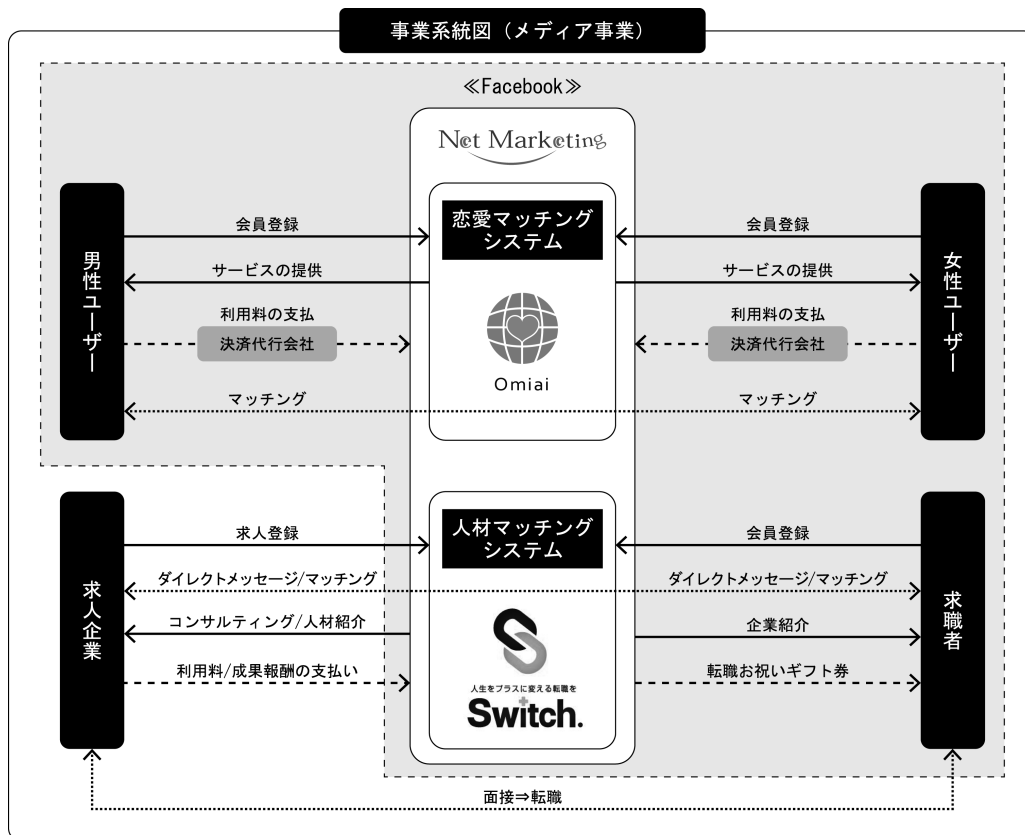 事業系統図（メディア事業）
≪Facebook≫
Net Marketing
男性ユーザー
恋愛マッチング
システム
女性ユーザー
会員登録
会員登録
サービスの提供
サービスの提供
利用料の支払
利用料の支払
決済代行会社
決済代行会社
Omiai
マッチング
マッチング
求人企業
人材マッチング
システム
求職者
求人登録
会員登録
ダイレクトメッセージ/マッチング
ダイレクトメッセージ/マッチング
コンサルティング/人材紹介
企業紹介
利用料/成果報酬の支払い
転職お祝いギフト券
人生をプラスに変える転職を
Switch.
面接⇒転職